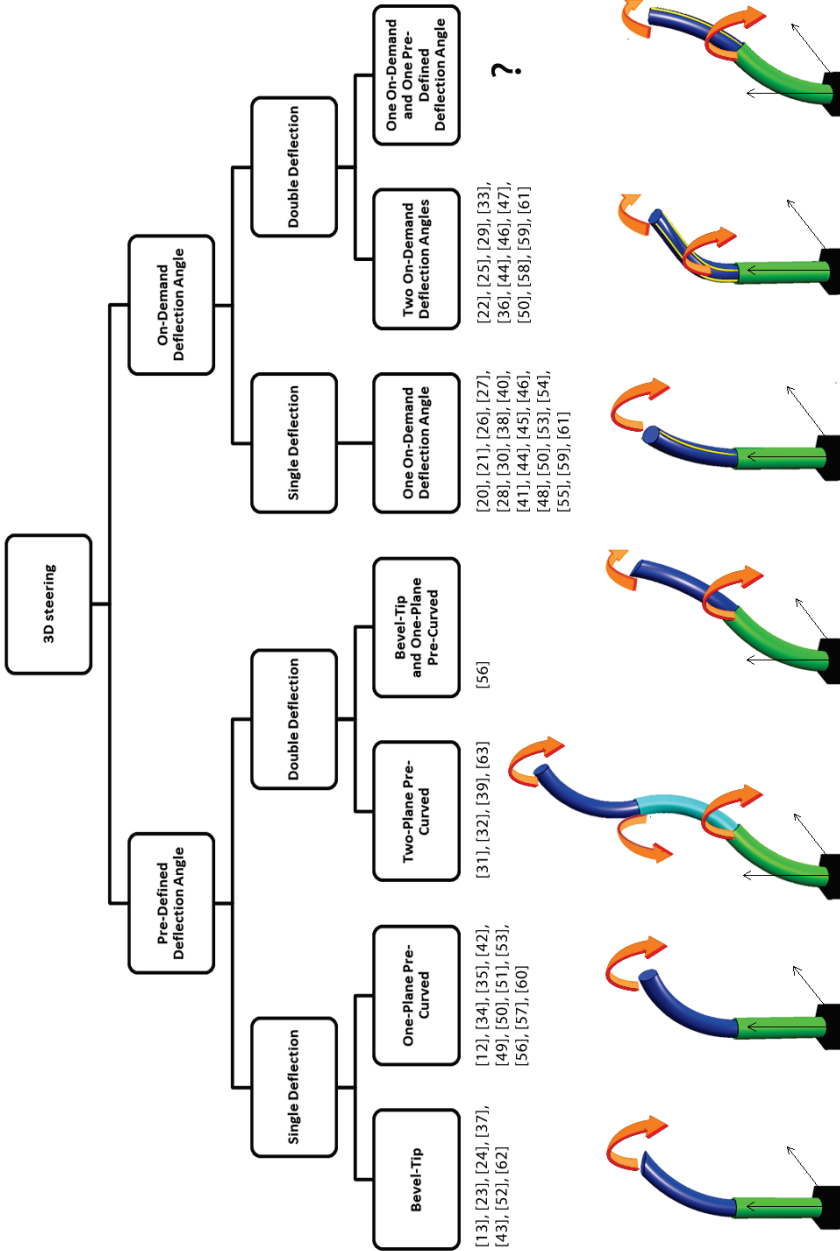 3D steering
Pre-Defined
Deflection Angle
On-Demand
Deflection Angle
Single Deflection
Double Deflection
Single Deflection
Double Deflection
Bevel-Tip
One-Plane Pre-
Curved
Two-Plane Pre-
Curved
Bevel-Tip
and One-Plane
Pre-Curved
One On-Demand
Deflection Angle
Two On-Demand
Deflection Angles
One On-Demand
and One Pre-
Defined
Deflection Angle
[13], [23], [24], [37],
[43], [52], [62]
[12], [34], [35], [42],
[49], [50], [51], [53],
[56], [57], [60]
[31], [32], [39], [63]
[56]
[20], [21], [26], [27],
[28], [30], [38], [40],
[41], [44], [45], [46],
[48], [50], [53], [54],
[55], [59], [61]
[22], [25], [29], [33],
[36], [44], [46], [47],
[50], [58], [59], [61]
?